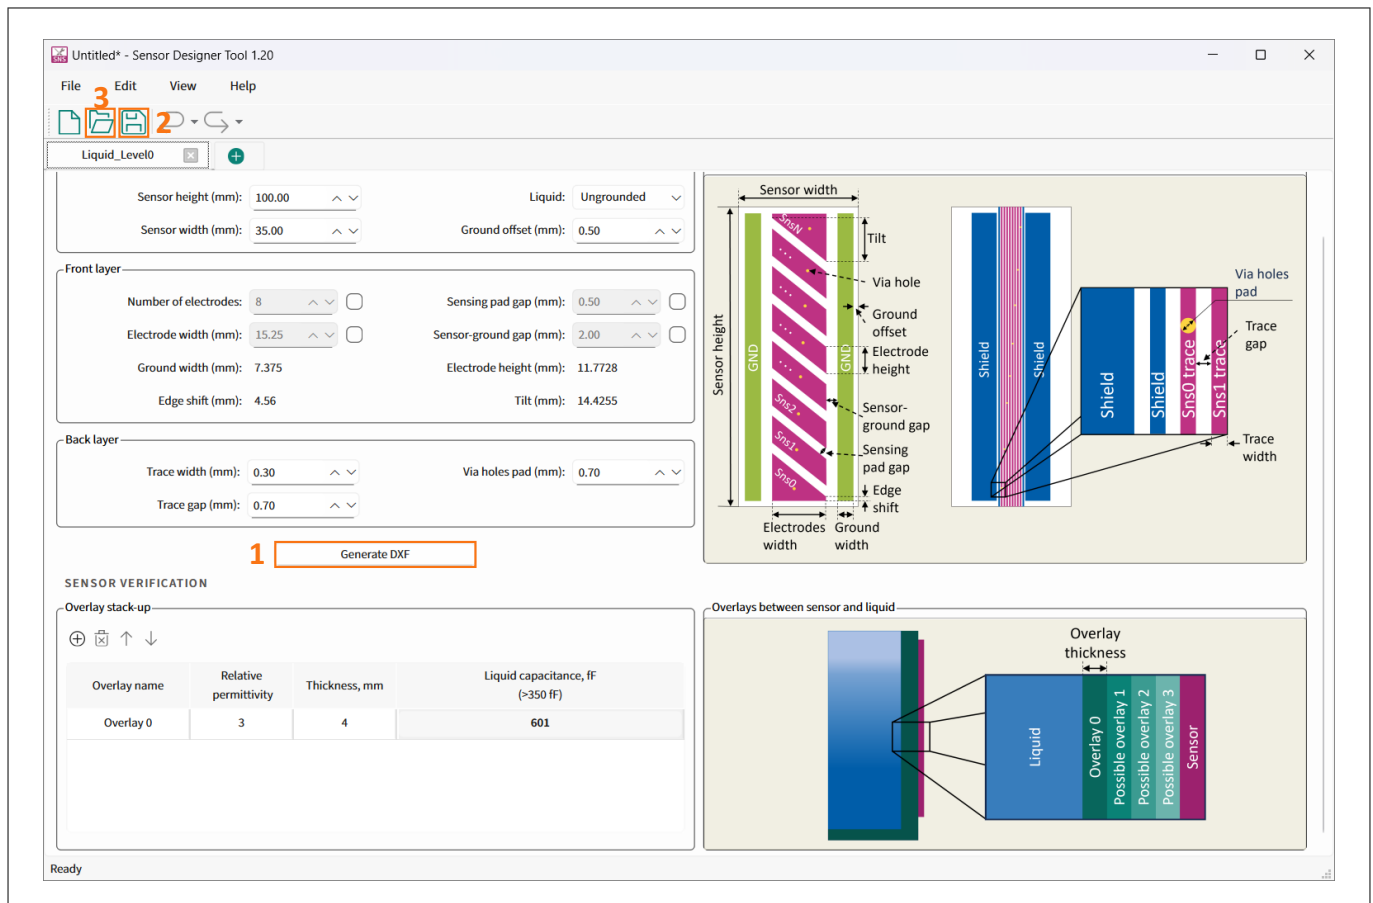 SNS
Untitled* - Sensor Designer Tool 1.20
File Edit View Help
3
2
Liquid_Level0
Sensor height (mm): 100.00 Liquid: Ungrounded
Sensor width (mm): 35.00 Ground offset (mm): 0.50
Front layer
Number of electrodes: 8 Sensing pad gap (mm): 0.50
Electrode width (mm): 15.25 Sensor-ground gap (mm): 2.00
Ground width (mm): 7.375 Electrode height (mm): 11.7728
Edge shift (mm): 4.56 Tilt (mm): 14.4255
Back layer
Trace width (mm): 0.30 Via holes pad (mm): 0.70
Trace gap (mm): 0.70
1 Generate DXF
Sensor width
Sensor height
GND
SnsN
...
...
...
...
Sns2
Sns1
Sns0
GND
Tilt
Via hole
Ground
offset
Electrode
height
Sensor-
ground gap
Sensing
pad gap
Edge
shift
Electrodes
width
Ground
width
Shield
Shield
Shield
Shield
Sns0 trace
Sns1 trace
Via holes
pad
Trace
gap
Trace
width
SENSOR VERIFICATION
Overlay stack-up
Overlay name Relative permittivity Thickness, mm Liquid capacitance, fF (>350 fF)
Overlay 0 3 4 601
Overlays between sensor and liquid
Overlay
thickness
Liquid
Overlay 0
Possible overlay 1
Possible overlay 2
Possible overlay 3
Sensor
Ready